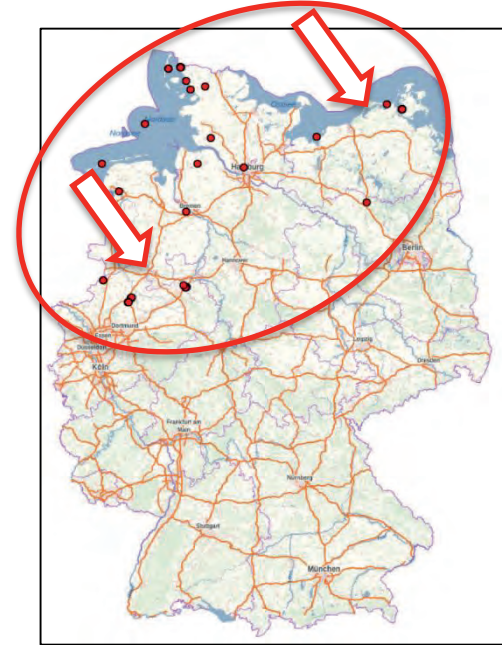 Ostsee
Nordsee
Hamburg
Bremen
Hannover
Berlin
Essen
Dortmund
Düsseldorf
Köln
Leipzig
Dresden
Frankfurt am
Main
Nürnberg
Stuttgart
München